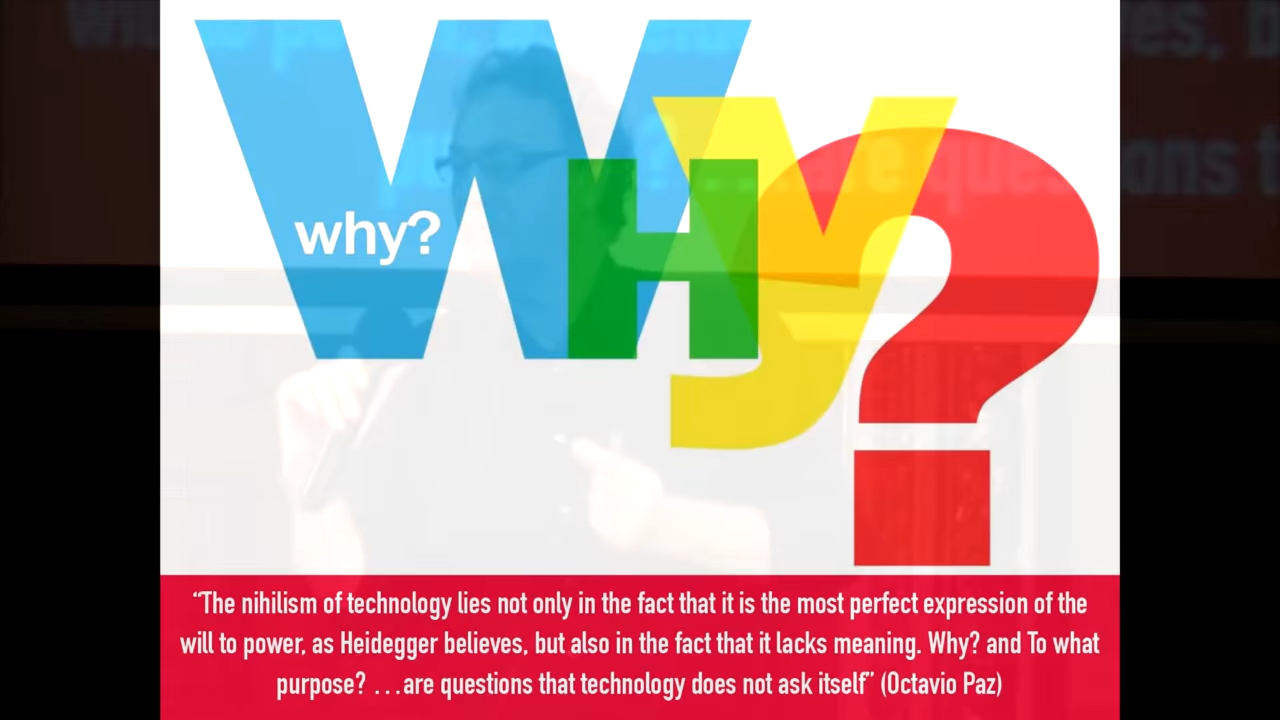 WHy?
why?
“The nihilism of technology lies not only in the fact that it is the most perfect expression of the
will to power, as Heidegger believes, but also in the fact that it lacks meaning. Why? and To what
purpose? ...are questions that technology does not ask itself” (Octavio Paz)